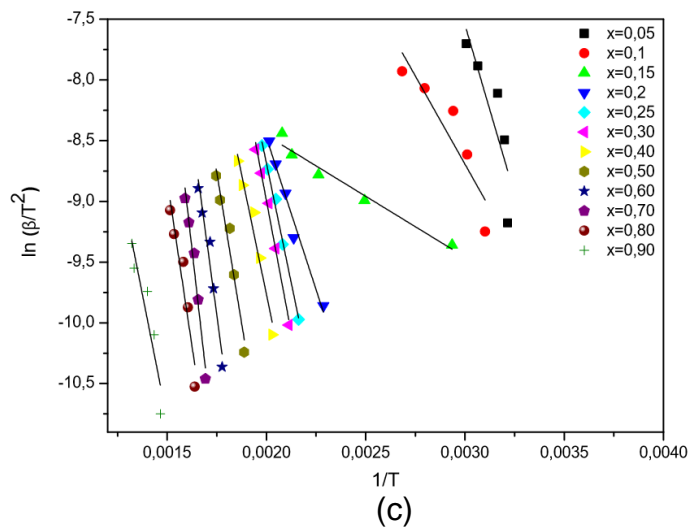 -7,5
-8,0
-8,5
-9,0
-9,5
-10,0
-10,5
ln (β/T²)
0,0015
0,0020
0,0025
0,0030
0,0035
0,0040
1/T
x=0,05
x=0,1
x=0,15
x=0,2
x=0,25
x=0,30
x=0,40
x=0,50
x=0,60
x=0,70
x=0,80
x=0,90
(c)